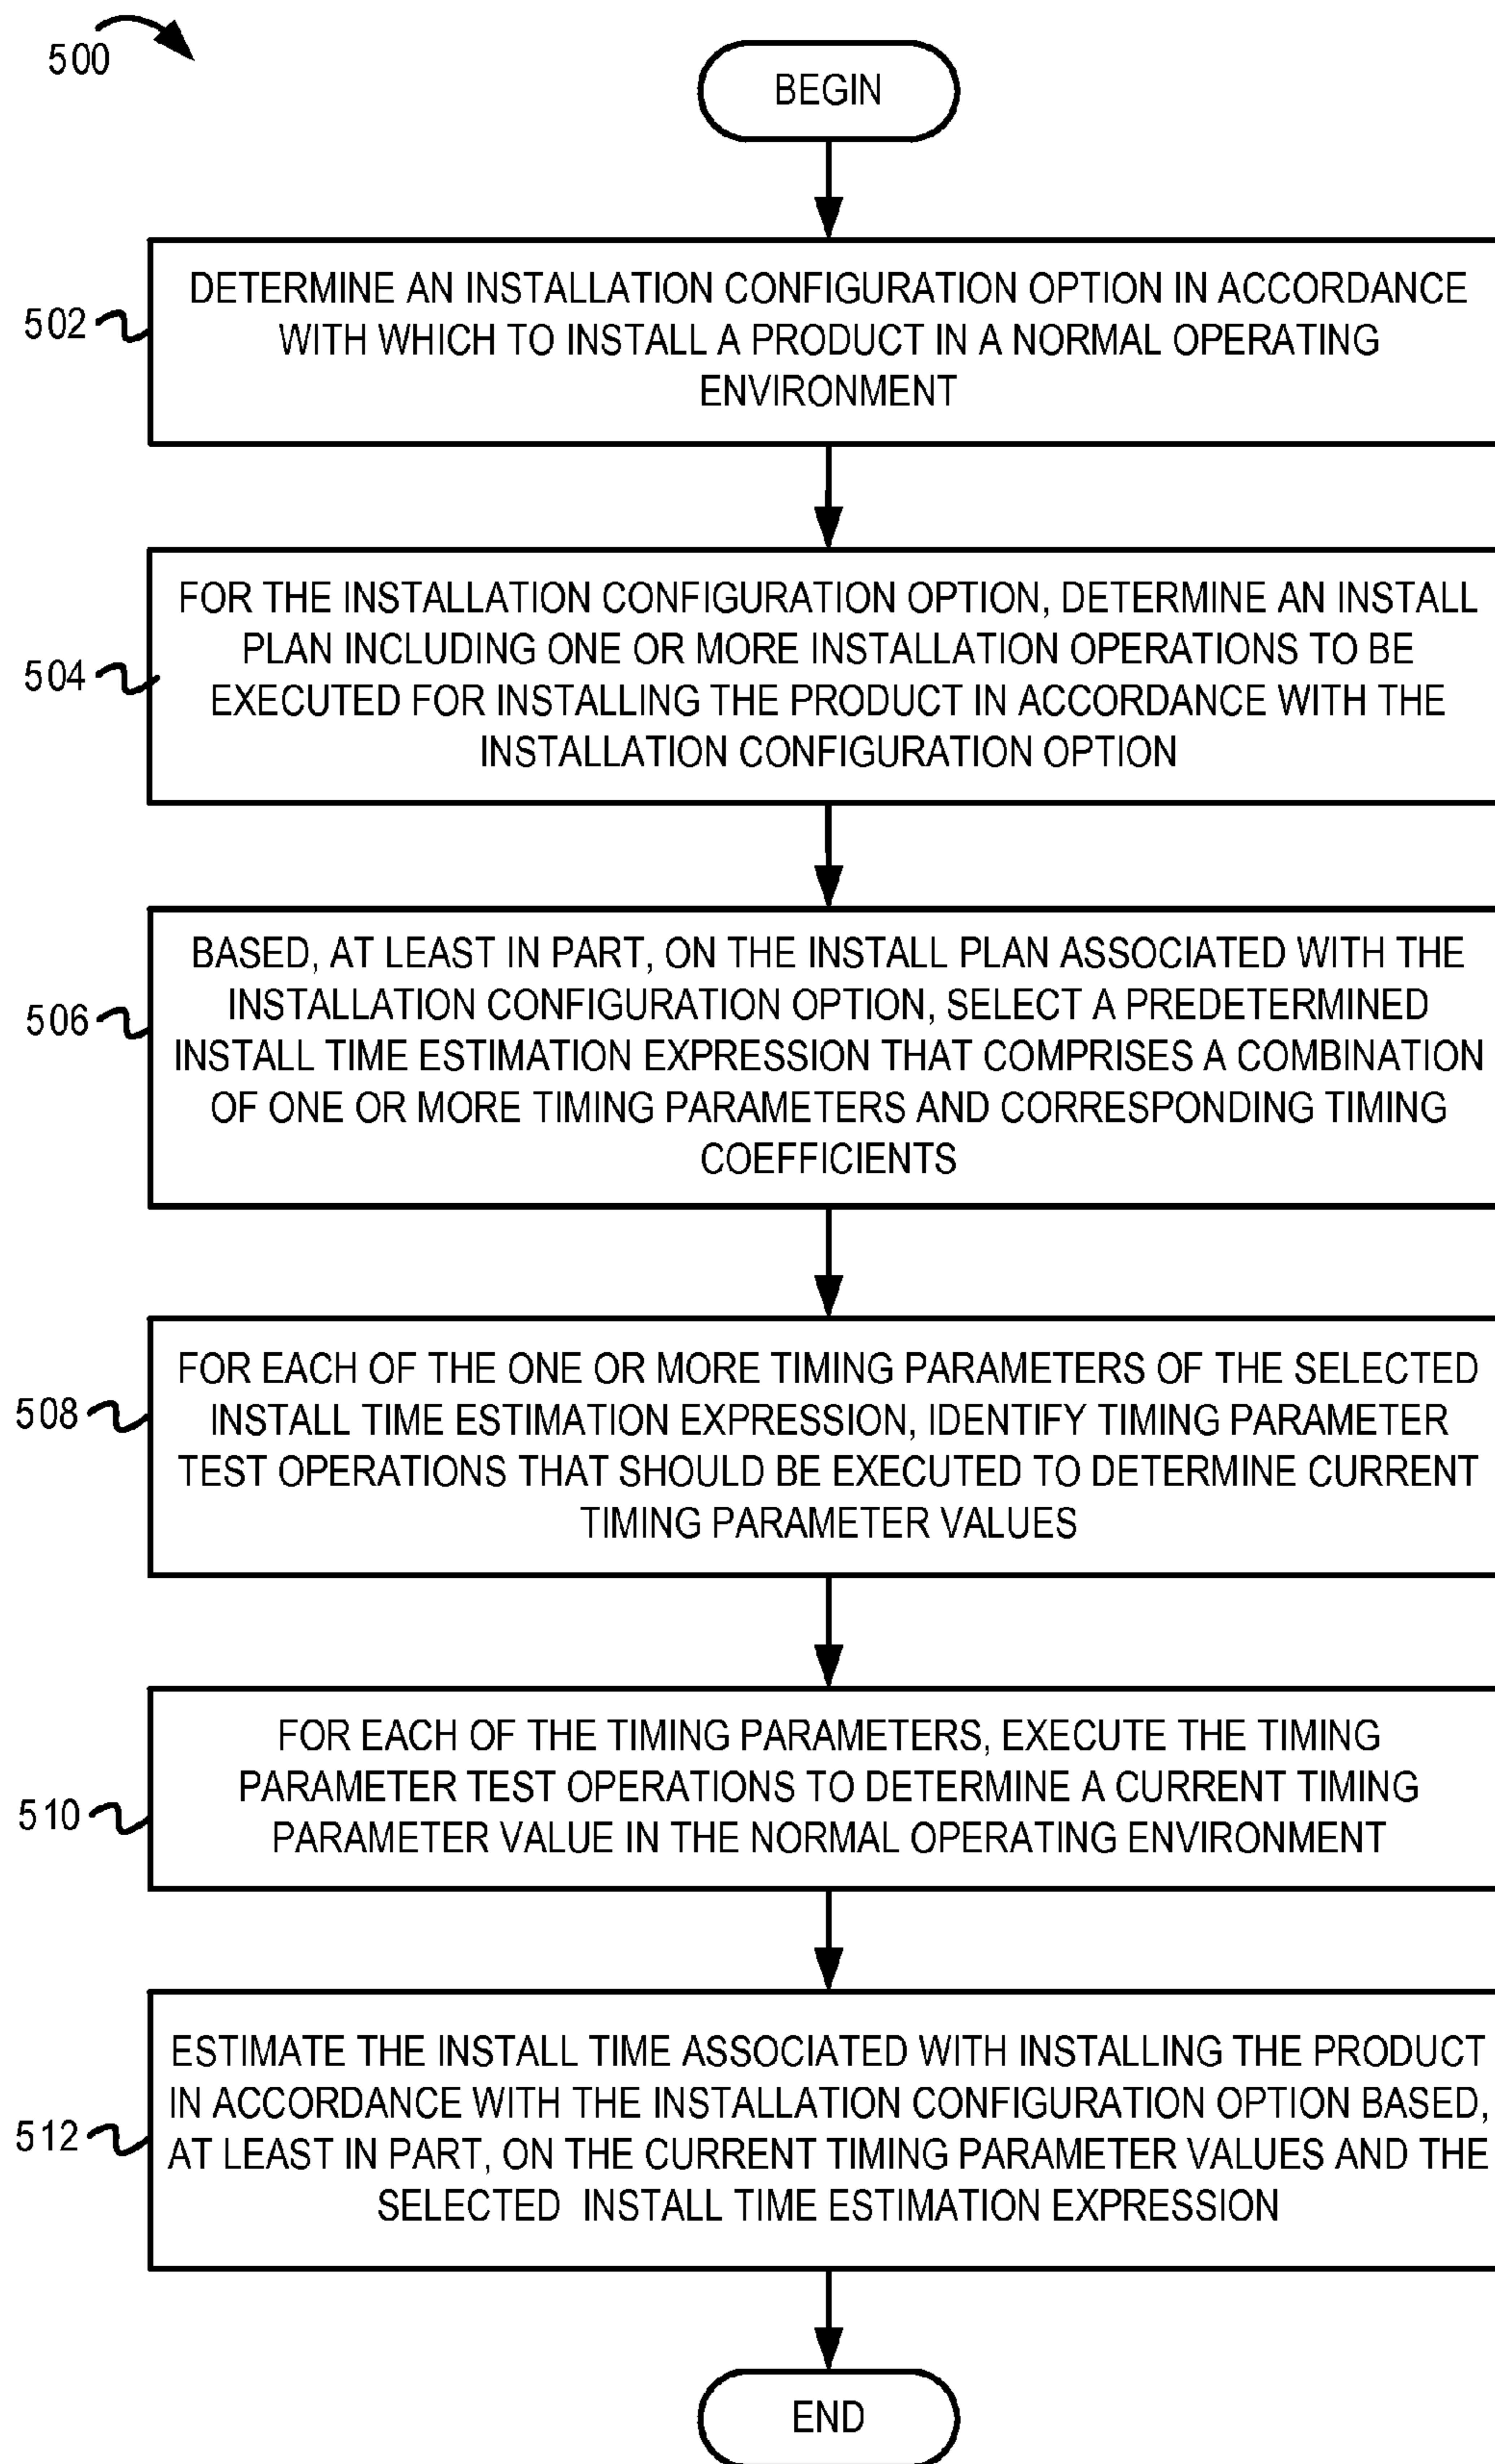 500
BEGIN
502
DETERMINE AN INSTALLATION CONFIGURATION OPTION IN ACCORDANCE
WITH WHICH TO INSTALL A PRODUCT IN A NORMAL OPERATING
ENVIRONMENT
504
FOR THE INSTALLATION CONFIGURATION OPTION, DETERMINE AN INSTALL
PLAN INCLUDING ONE OR MORE INSTALLATION OPERATIONS TO BE
EXECUTED FOR INSTALLING THE PRODUCT IN ACCORDANCE WITH THE
INSTALLATION CONFIGURATION OPTION
506
BASED, AT LEAST IN PART, ON THE INSTALL PLAN ASSOCIATED WITH THE
INSTALLATION CONFIGURATION OPTION, SELECT A PREDETERMINED
INSTALL TIME ESTIMATION EXPRESSION THAT COMPRISES A COMBINATION
OF ONE OR MORE TIMING PARAMETERS AND CORRESPONDING TIMING
COEFFICIENTS
508
FOR EACH OF THE ONE OR MORE TIMING PARAMETERS OF THE SELECTED
INSTALL TIME ESTIMATION EXPRESSION, IDENTIFY TIMING PARAMETER
TEST OPERATIONS THAT SHOULD BE EXECUTED TO DETERMINE CURRENT
TIMING PARAMETER VALUES
510
FOR EACH OF THE TIMING PARAMETERS, EXECUTE THE TIMING
PARAMETER TEST OPERATIONS TO DETERMINE A CURRENT TIMING
PARAMETER VALUE IN THE NORMAL OPERATING ENVIRONMENT
512
ESTIMATE THE INSTALL TIME ASSOCIATED WITH INSTALLING THE PRODUCT
IN ACCORDANCE WITH THE INSTALLATION CONFIGURATION OPTION BASED,
AT LEAST IN PART, ON THE CURRENT TIMING PARAMETER VALUES AND THE
SELECTED INSTALL TIME ESTIMATION EXPRESSION
END